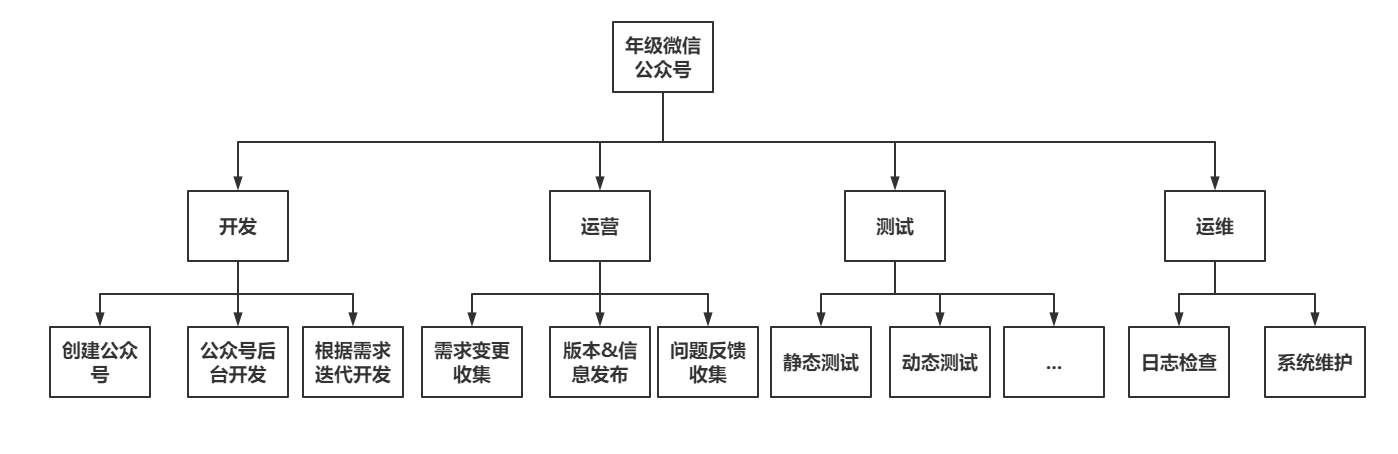 年级微信
公众号
开发
运营
测试
运维
创建公众
号
公众号后
台开发
根据需求
迭代开发
需求变更
收集
版本&信
息发布
问题反馈
收集
静态测试
动态测试
...
日志检查
系统维护